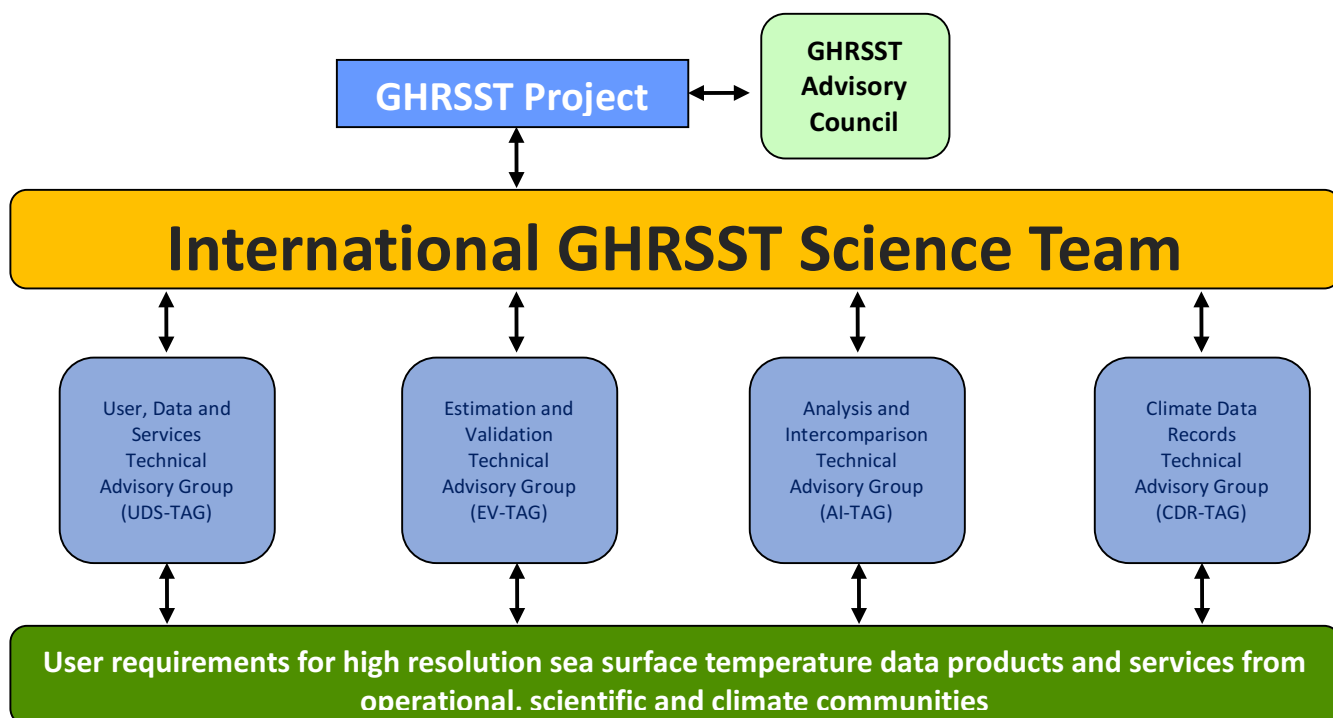 GHRSST Project
GHRSST
Advisory
Council
International GHRSST Science Team
User, Data and
Services
Technical
Advisory Group
(UDS-TAG)
Estimation and
Validation
Technical
Advisory Group
(EV-TAG)
Analysis and
Intercomparison
Technical
Advisory Group
(AI-TAG)
Climate Data
Records
Technical
Advisory Group
(CDR-TAG)
User requirements for high resolution sea surface temperature data products and services from
operational, scientific and climate communities